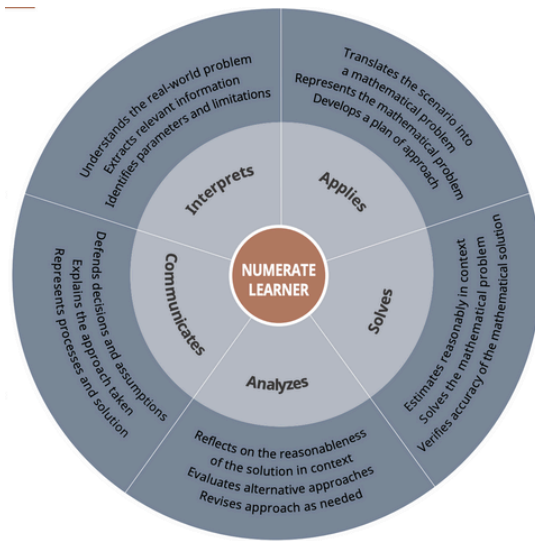 NUMERATE
LEARNER
Interprets
Understands the real-world problem
Extracts relevant information
Identifies parameters and limitations
Applies
Translates the scenario into
a mathematical problem
Represents the mathematical problem
Develops a plan of approach
Solves
Estimates reasonably in context
Solves the mathematical problem
Verifies accuracy of the mathematical solution
Analyzes
Reflects on the reasonableness
of the solution in context
Evaluates alternative approaches
Revises approach as needed
Communicates
Defends decisions and assumptions
Explains the approach taken
Represents processes and solution